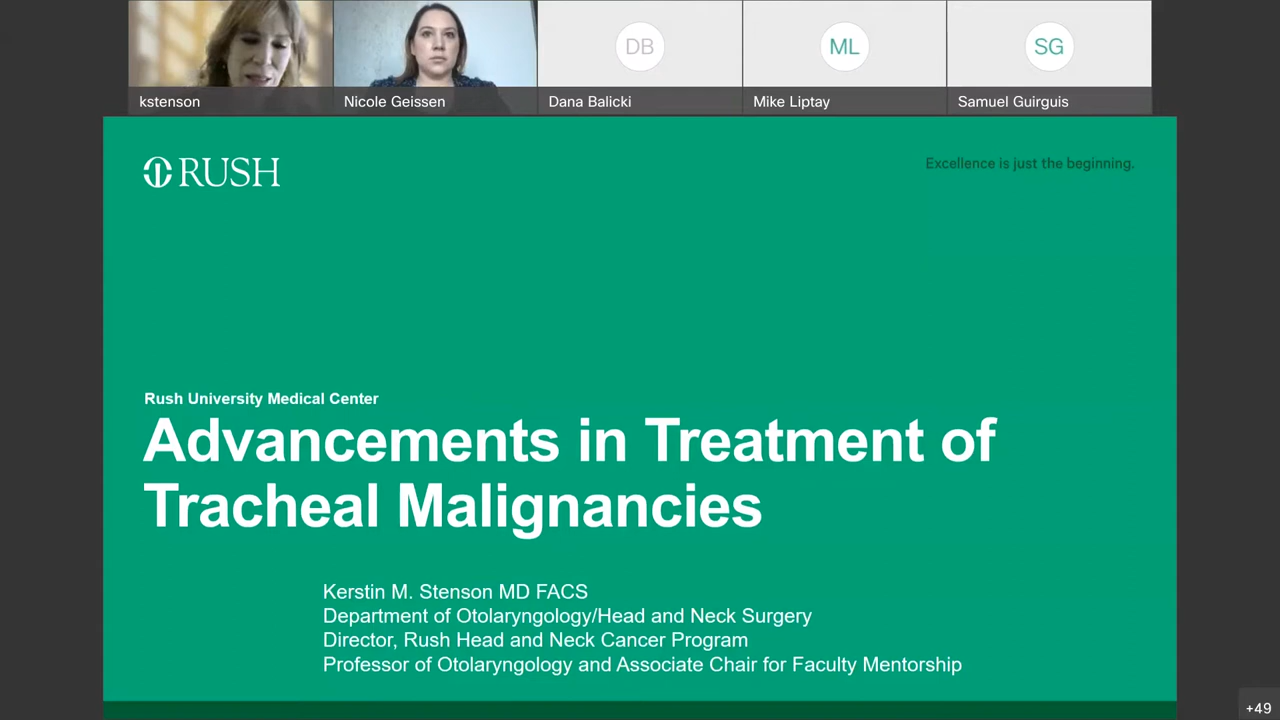 kstenson
Nicole Geissen
DB
Dana Balicki
ML
Mike Liptay
SG
Samuel Guirguis
RUSH
Excellence is just the beginning.
Rush University Medical Center
Advancements in Treatment of
Tracheal Malignancies
Kerstin M. Stenson MD FACS
Department of Otolaryngology/Head and Neck Surgery
Director, Rush Head and Neck Cancer Program
Professor of Otolaryngology and Associate Chair for Faculty Mentorship
+49